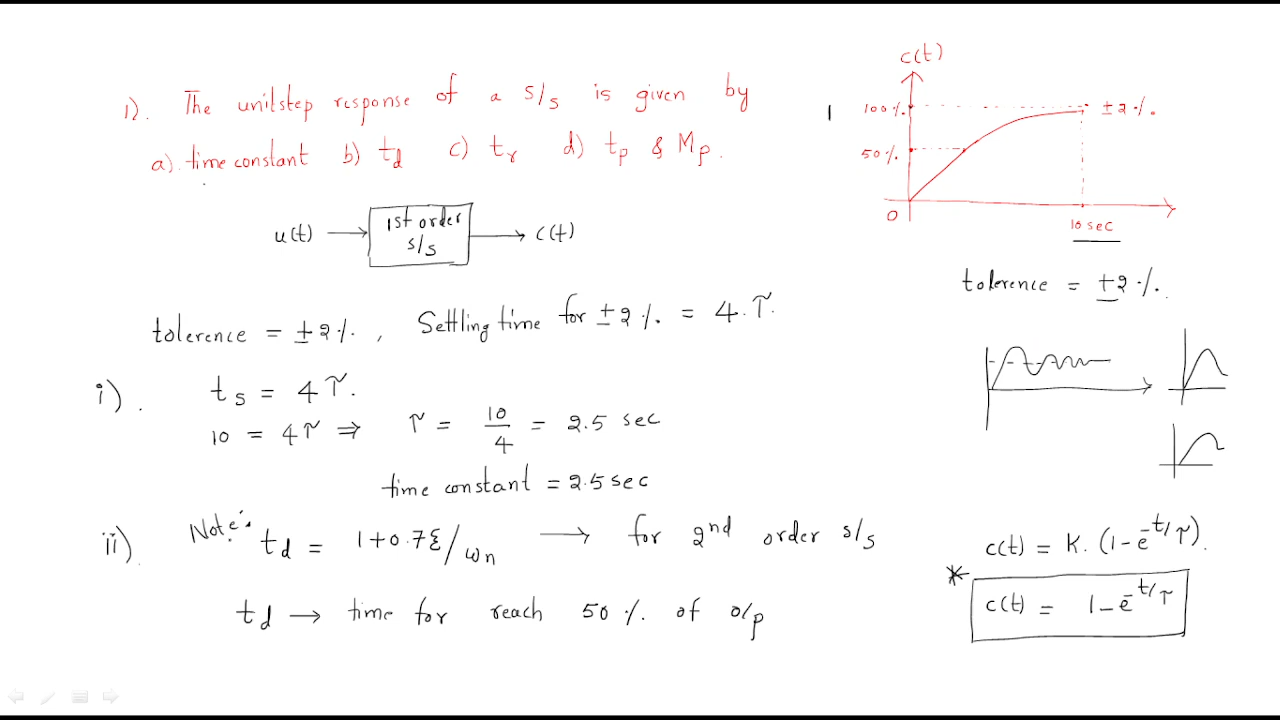 1). The unitstep response of a s/s is given by
a). time constant b) td c) tr d) tp & Mp.
c(t)
1 100%. ±2%.
50%.
0
10 sec
u(t) → 1st order s/s → c(t)
tolerence = ±2%.
tolerence = ±2%. , Settling time for ±2%. = 4.τ.
i). ts = 4τ.
10 = 4τ ⇒ τ = 10/4 = 2.5 sec
time constant = 2.5 sec
ii). Note: td = 1+0.7ξ/ωn → for 2nd order s/s
c(t) = K. (1-e^-t/τ).
* c(t) = 1-e^-t/τ
td → time for reach 50%. of o/p